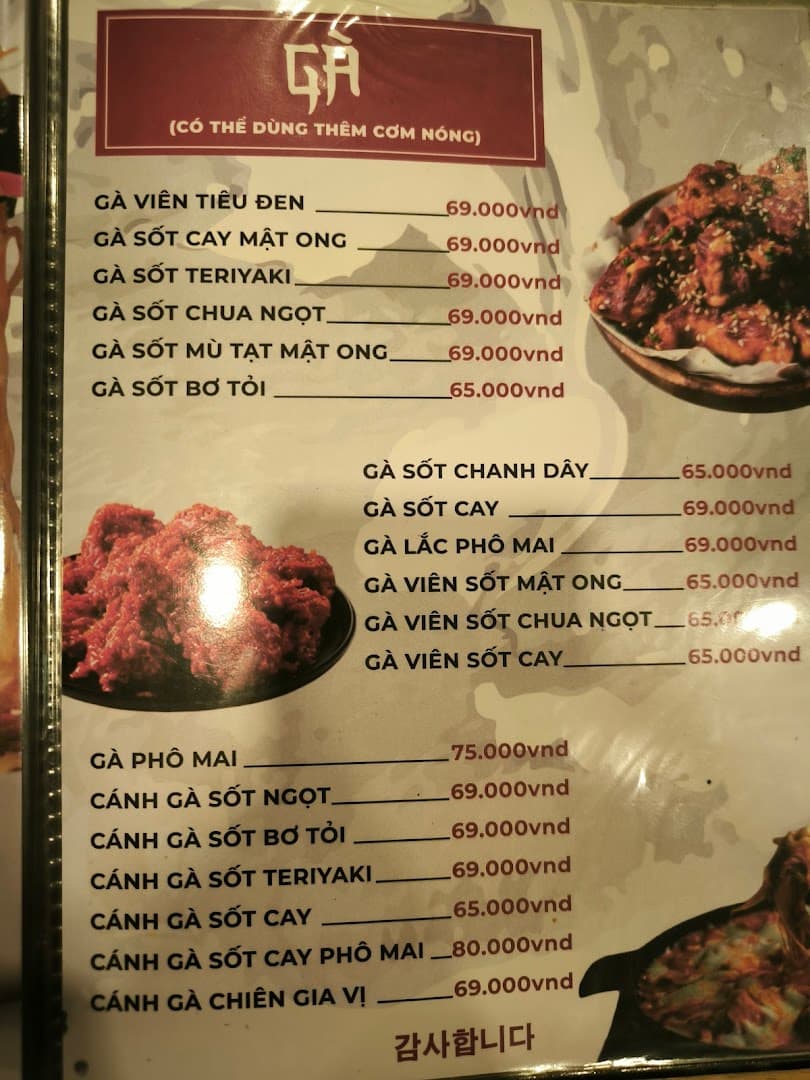 GÀ
(CÓ THỂ DÙNG THÊM CƠM NÓNG)
GÀ VIÊN TIÊU ĐEN 69.000vnd
GÀ SỐT CAY MẬT ONG 69.000vnd
GÀ SỐT TERIYAKI 69.000vnd
GÀ SỐT CHUA NGỌT 69.000vnd
GÀ SỐT MÙ TẠT MẬT ONG 69.000vnd
GÀ SỐT BƠ TỎI 65.000vnd
GÀ SỐT CHANH DÂY 65.000vnd
GÀ SỐT CAY 69.000vnd
GÀ LẮC PHÔ MAI 69.000vnd
GÀ VIÊN SỐT MẬT ONG 65.000vnd
GÀ VIÊN SỐT CHUA NGỌT
GÀ VIÊN SỐT CAY 65.000vnd
GÀ PHÔ MAI 75.000vnd
CÁNH GÀ SỐT NGỌT 69.000vnd
CÁNH GÀ SỐT BƠ TỎI 69.000vnd
CÁNH GÀ SỐT TERIYAKI 69.000vnd
CÁNH GÀ SỐT CAY 65.000vnd
CÁNH GÀ SỐT CAY PHÔ MAI 80.000vnd
CÁNH GÀ CHIÊN GIA VỊ 69.000vnd
감사합니다